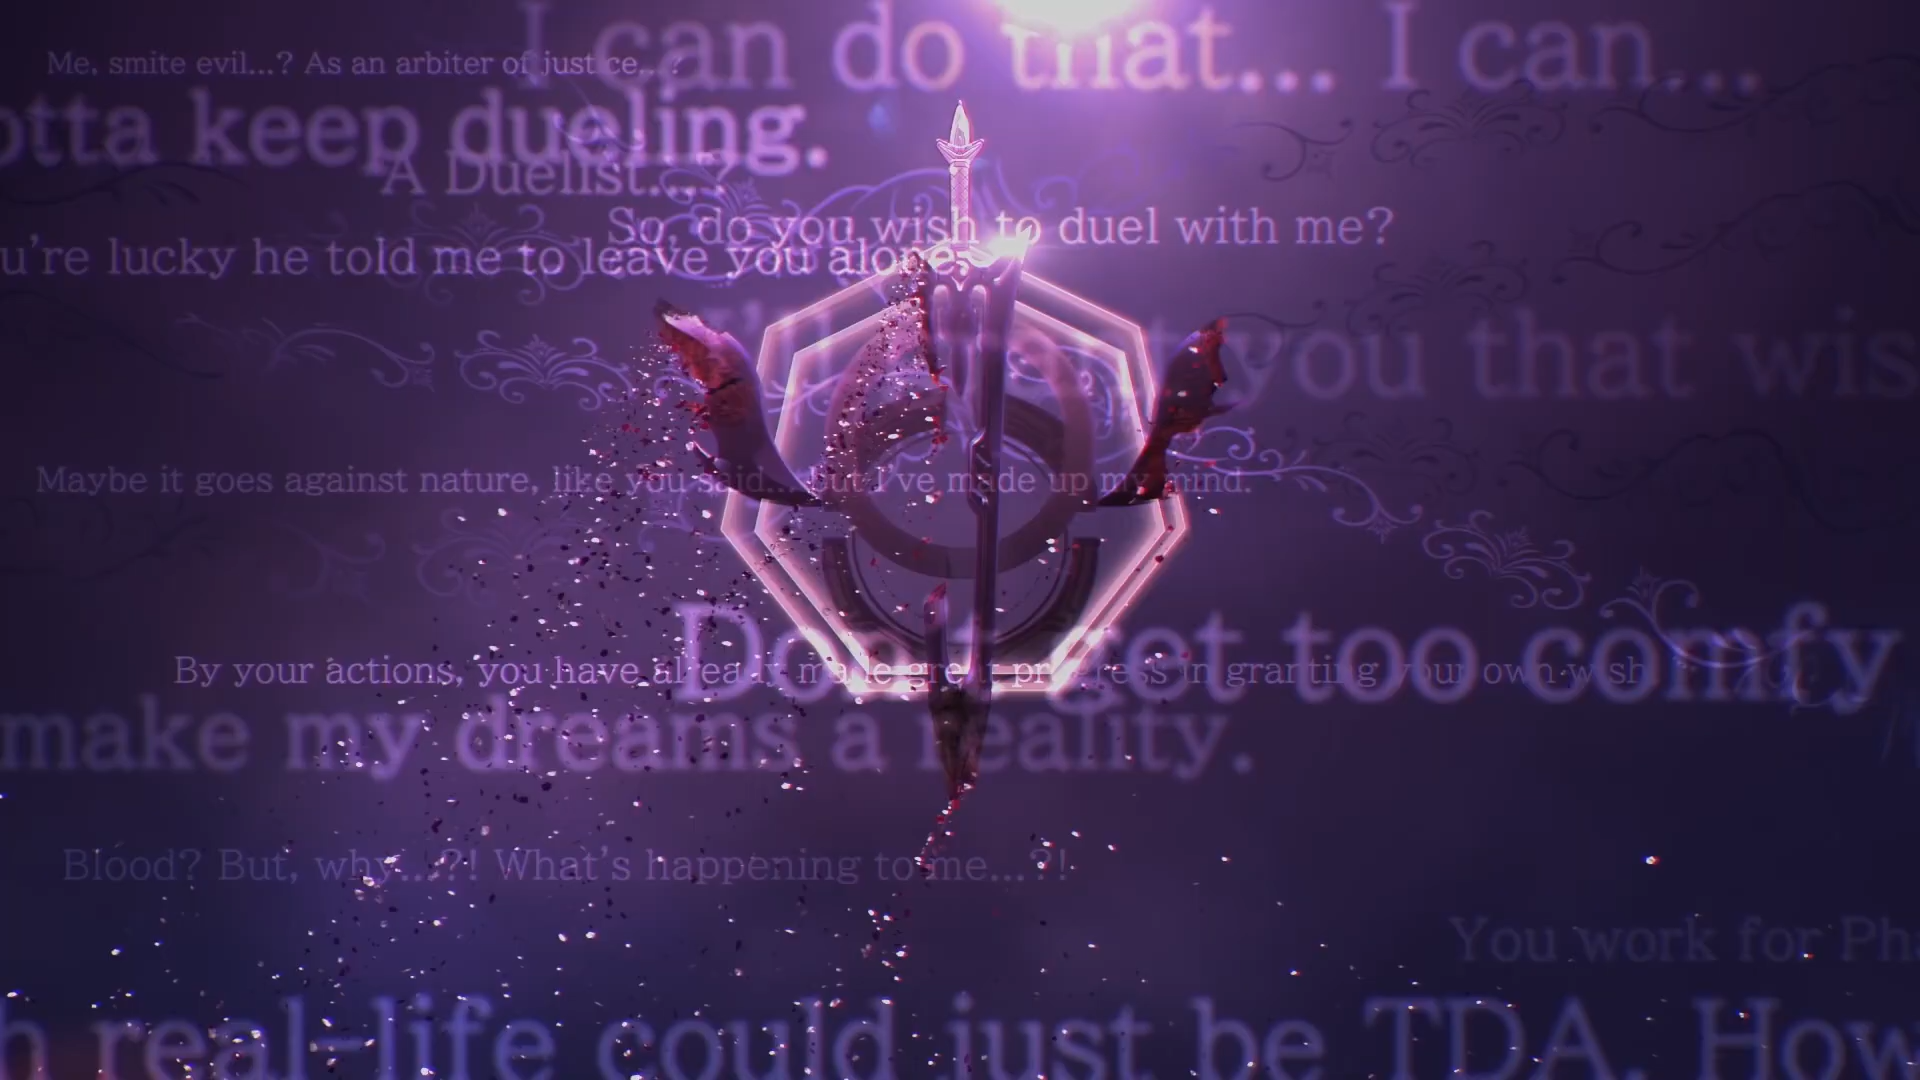 I can do that... I can...
Me, smite evil...? As an arbiter of justice...?
otta keep dueling.
A Duelist...?
So, do you wish to duel with me?
u're lucky he told me to leave you alone.
you that wis
Maybe it goes against nature, like you said... but I've made up my mind.
Don't get too comfy
By your actions, you have already made great progress in granting your own wish.
make my dreams a reality.
Blood? But, why...?! What's happening to me...?!
You work for Pha
h real-life could just be TDA. How